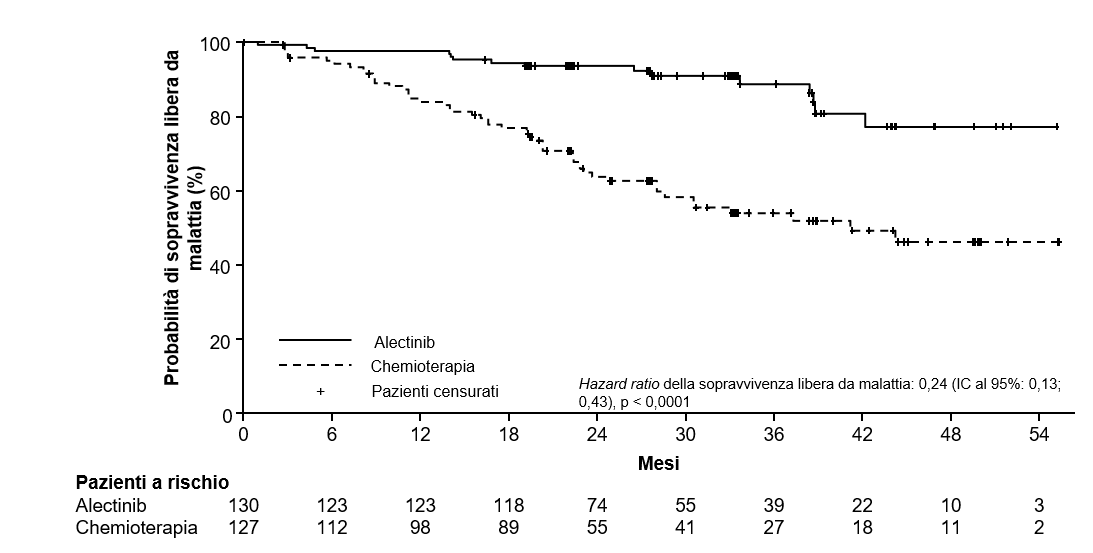 Probabilità di sopravvivenza libera da
malattia (%)
100
80
60
40
20
0
Alectinib
Chemioterapia
+ Pazienti censurati
Hazard ratio della sopravvivenza libera da malattia: 0,24 (IC al 95%: 0,13;
0,43), p < 0,0001
0 6 12 18 24 30 36 42 48 54
Mesi
Pazienti a rischio
Alectinib 130 123 123 118 74 55 39 22 10 3
Chemioterapia 127 112 98 89 55 41 27 18 11 2